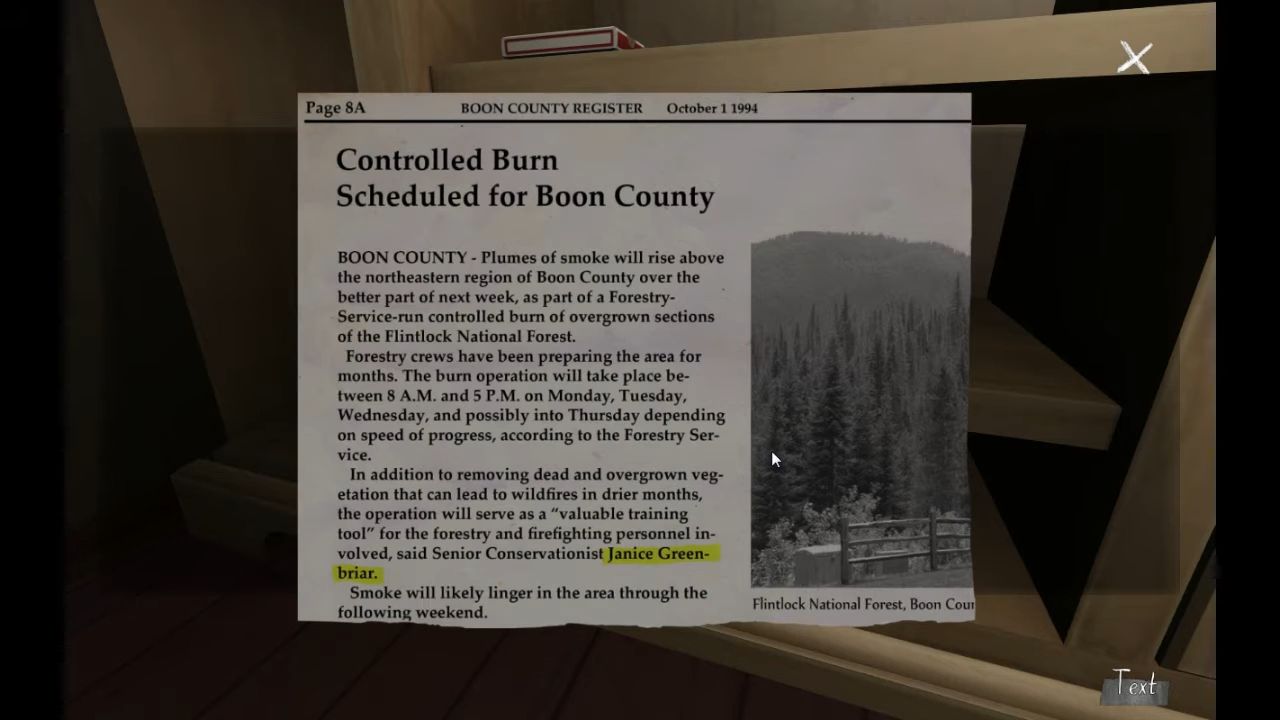 Page 8A BOON COUNTY REGISTER October 1 1994
Controlled Burn
Scheduled for Boon County
BOON COUNTY - Plumes of smoke will rise above
the northeastern region of Boon County over the
better part of next week, as part of a Forestry-
Service-run controlled burn of overgrown sections
of the Flintlock National Forest.
Forestry crews have been preparing the area for
months. The burn operation will take place be-
tween 8 A.M. and 5 P.M. on Monday, Tuesday,
Wednesday, and possibly into Thursday depending
on speed of progress, according to the Forestry Ser-
vice.
In addition to removing dead and overgrown veg-
etation that can lead to wildfires in drier months,
the operation will serve as a “valuable training
tool” for the forestry and firefighting personnel in-
volved, said Senior Conservationist Janice Green-
briar.
Smoke will likely linger in the area through the
following weekend.
Flintlock National Forest, Boon Coun
Text